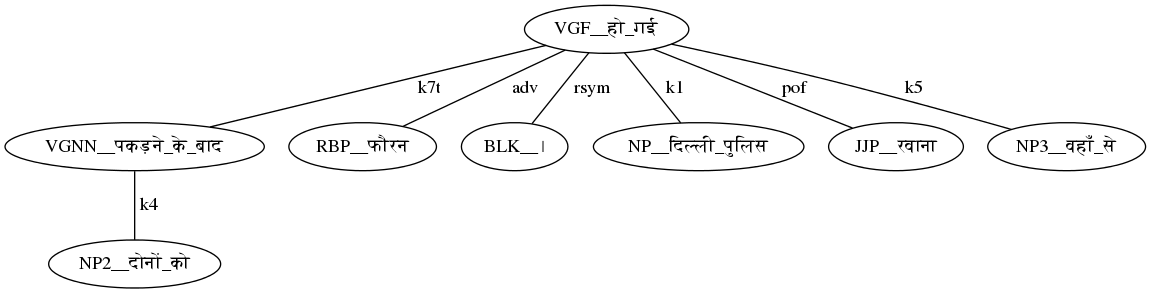 VGF__हो_गई
k7t adv rsym k1 pof k5
VGNN__पकड़ने_के_बाद RBP__फौरन BLK__। NP__दिल्ली_पुलिस JJP__रवाना NP3__वहाँ_से
k4
NP2__दोनों_को